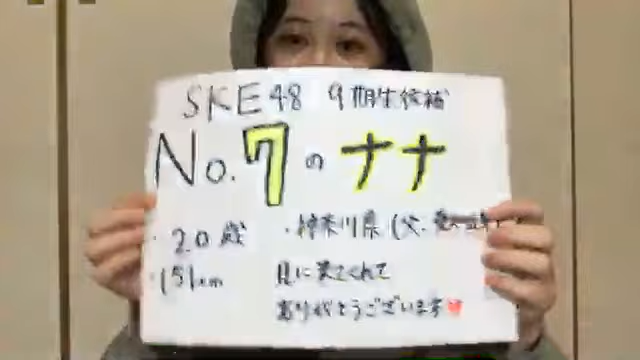 SKE48 9期生候補
No.7のナナ
・20歳 ・神奈川県(父、
・151cm 見に来てくれて
ありがとうございます❤